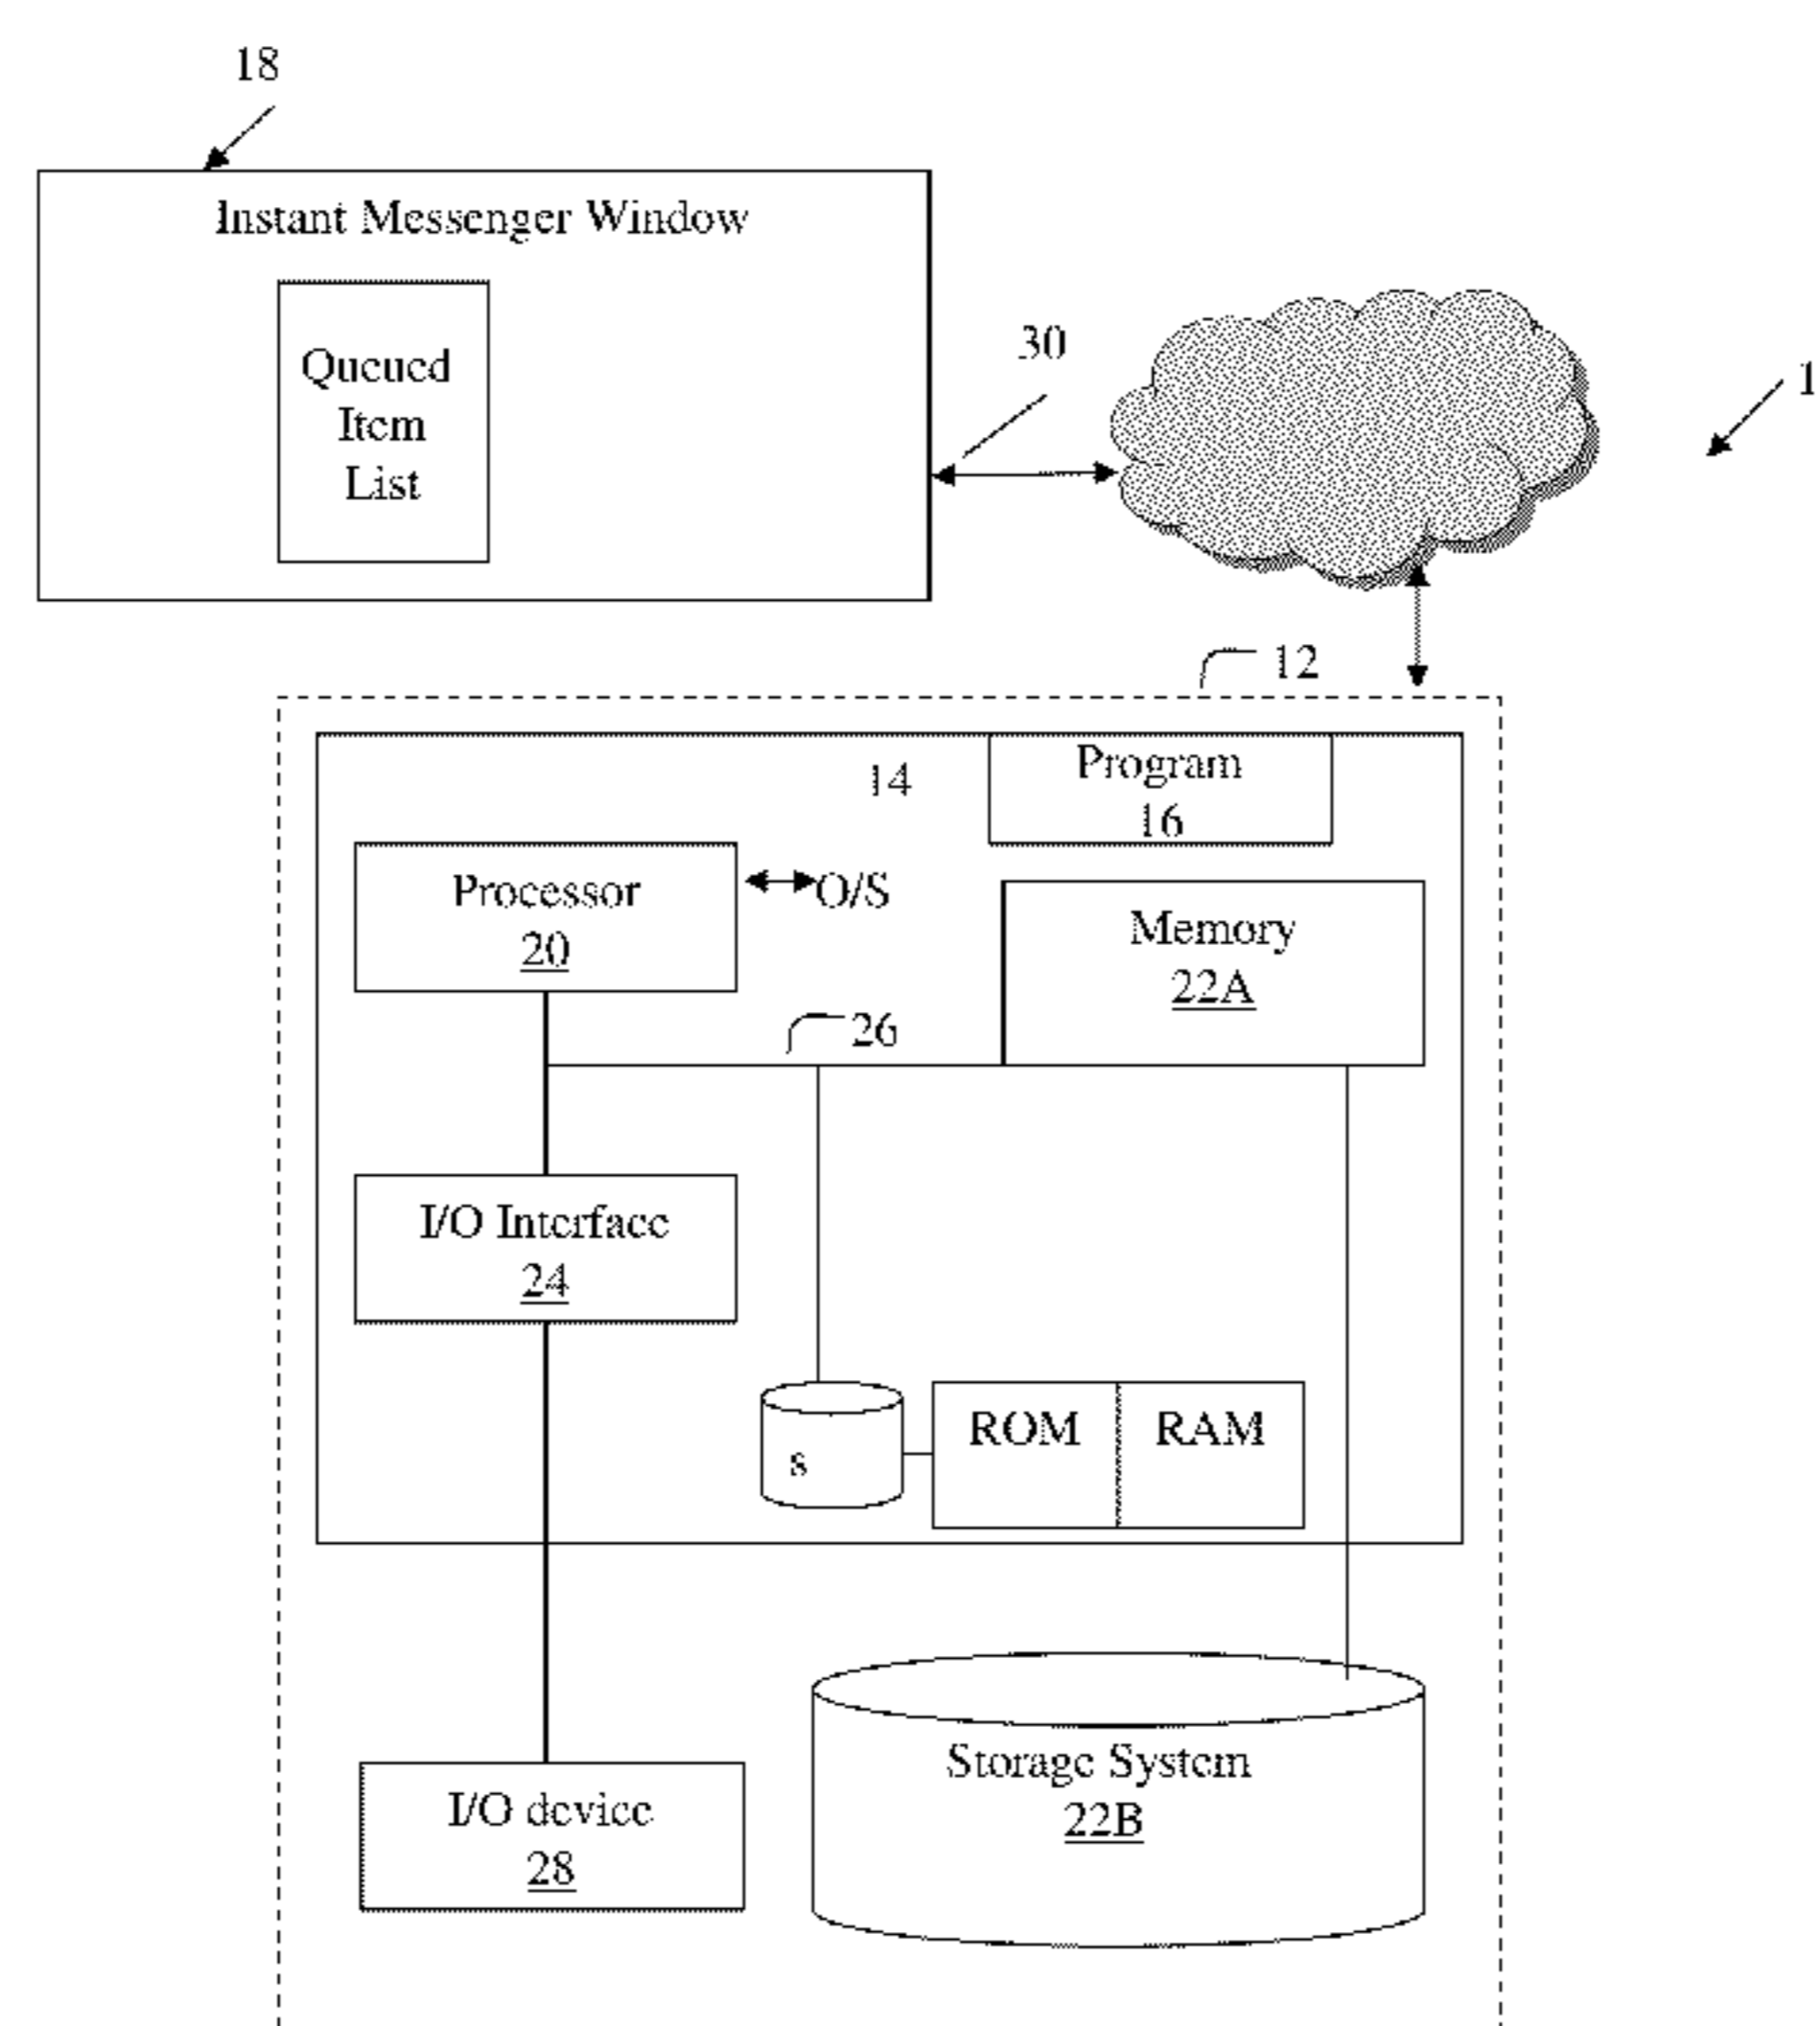 18
Instant Messenger Window
Queued
Item
List
30
1
12
14
Program
16
Processor
20
O/S
Memory
22A
26
I/O Interface
24
s
ROM
RAM
Storage System
22B
I/O device
28